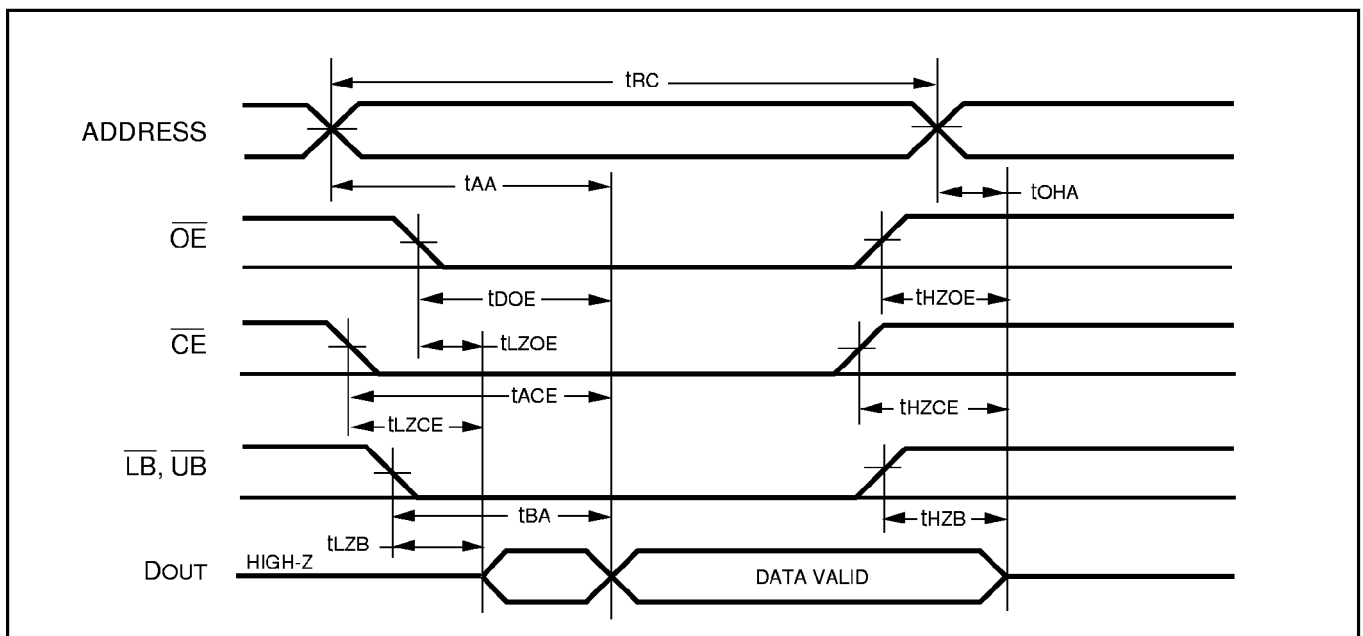 tRC
ADDRESS
tAA
tOHA
OE
tDOE
tHZOE
CE
tLZOE
tACE
tHZCE
tLZCE
LB, UB
tBA
tHZB
tLZB
DOUT
HIGH-Z
DATA VALID